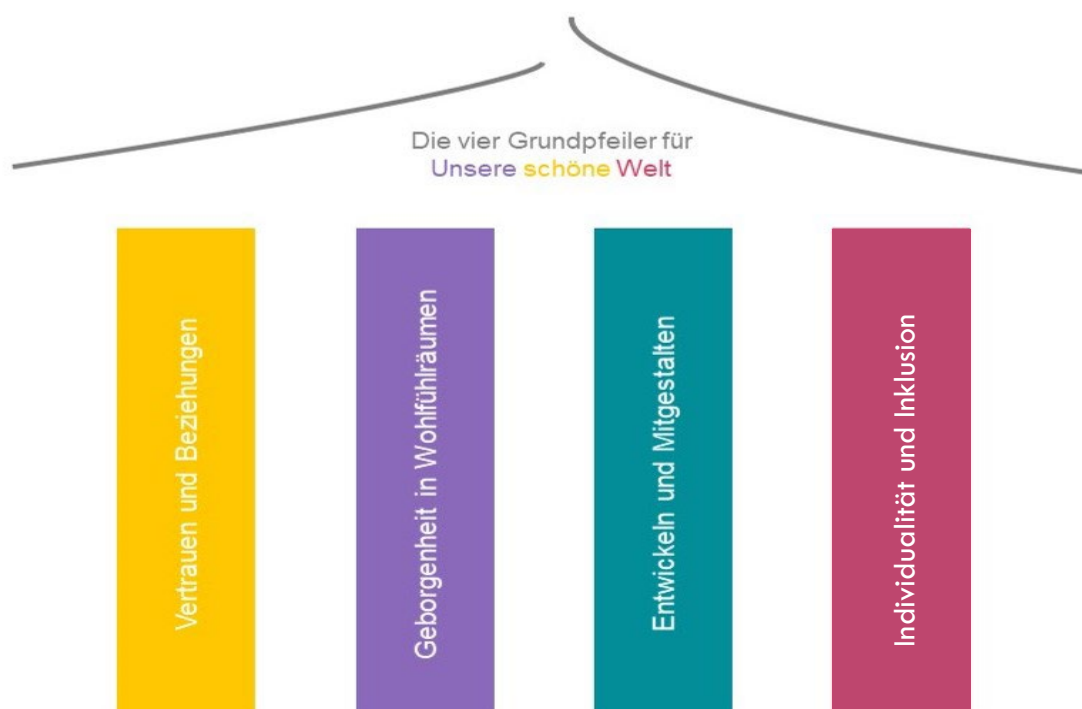 Die vier Grundpfeiler für
Unsere schöne Welt
Vertrauen und Beziehungen
Geborgenheit in Wohlfühlräumen
Entwickeln und Mitgestalten
Individualität und Inklusion